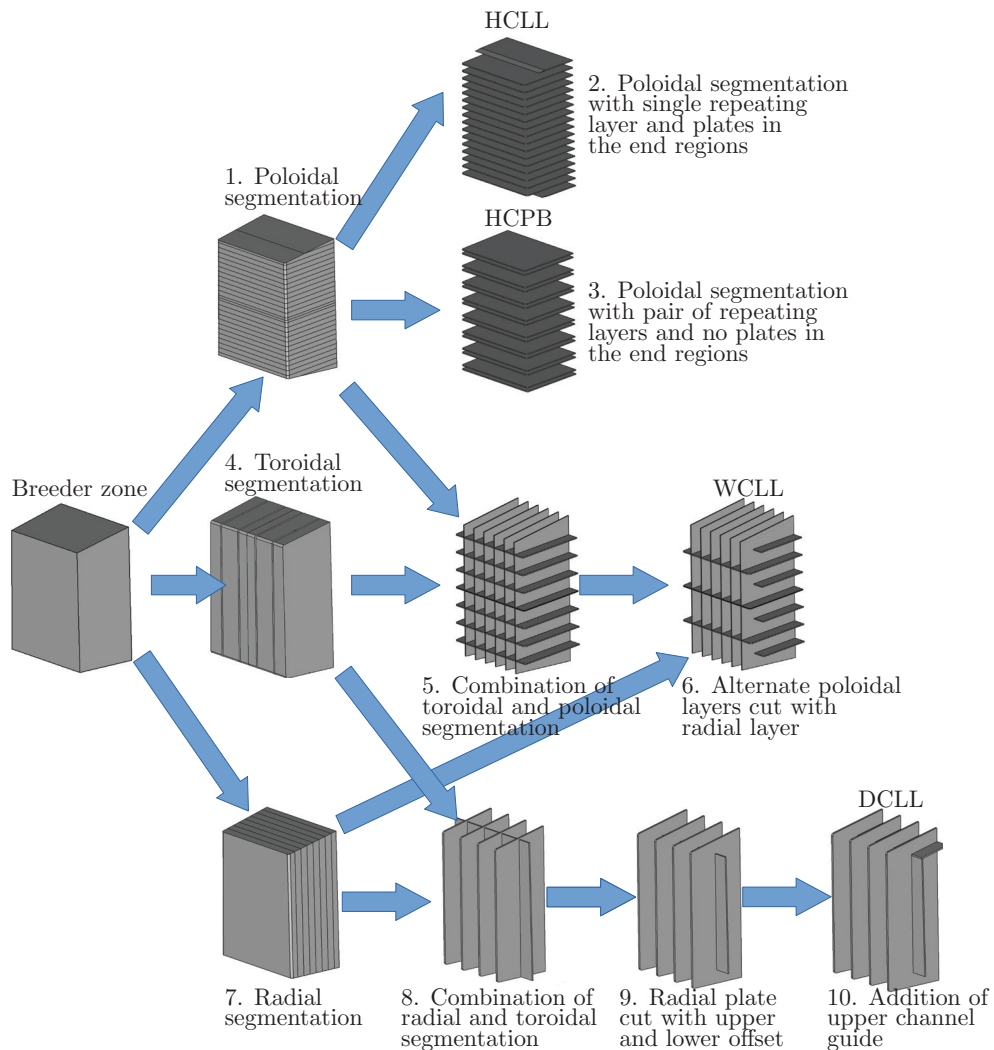 HCLL
2. Poloidal segmentation
with single repeating
layer and plates in
the end regions
1. Poloidal
segmentation
HCPB
3. Poloidal segmentation
with pair of repeating
layers and no plates in
the end regions
Breeder zone
4. Toroidal
segmentation
WCLL
5. Combination of
toroidal and poloidal
segmentation
6. Alternate poloidal
layers cut with
radial layer
DCLL
7. Radial
segmentation
8. Combination of
radial and toroidal
segmentation
9. Radial plate
cut with upper
and lower offset
10. Addition of
upper channel
guide